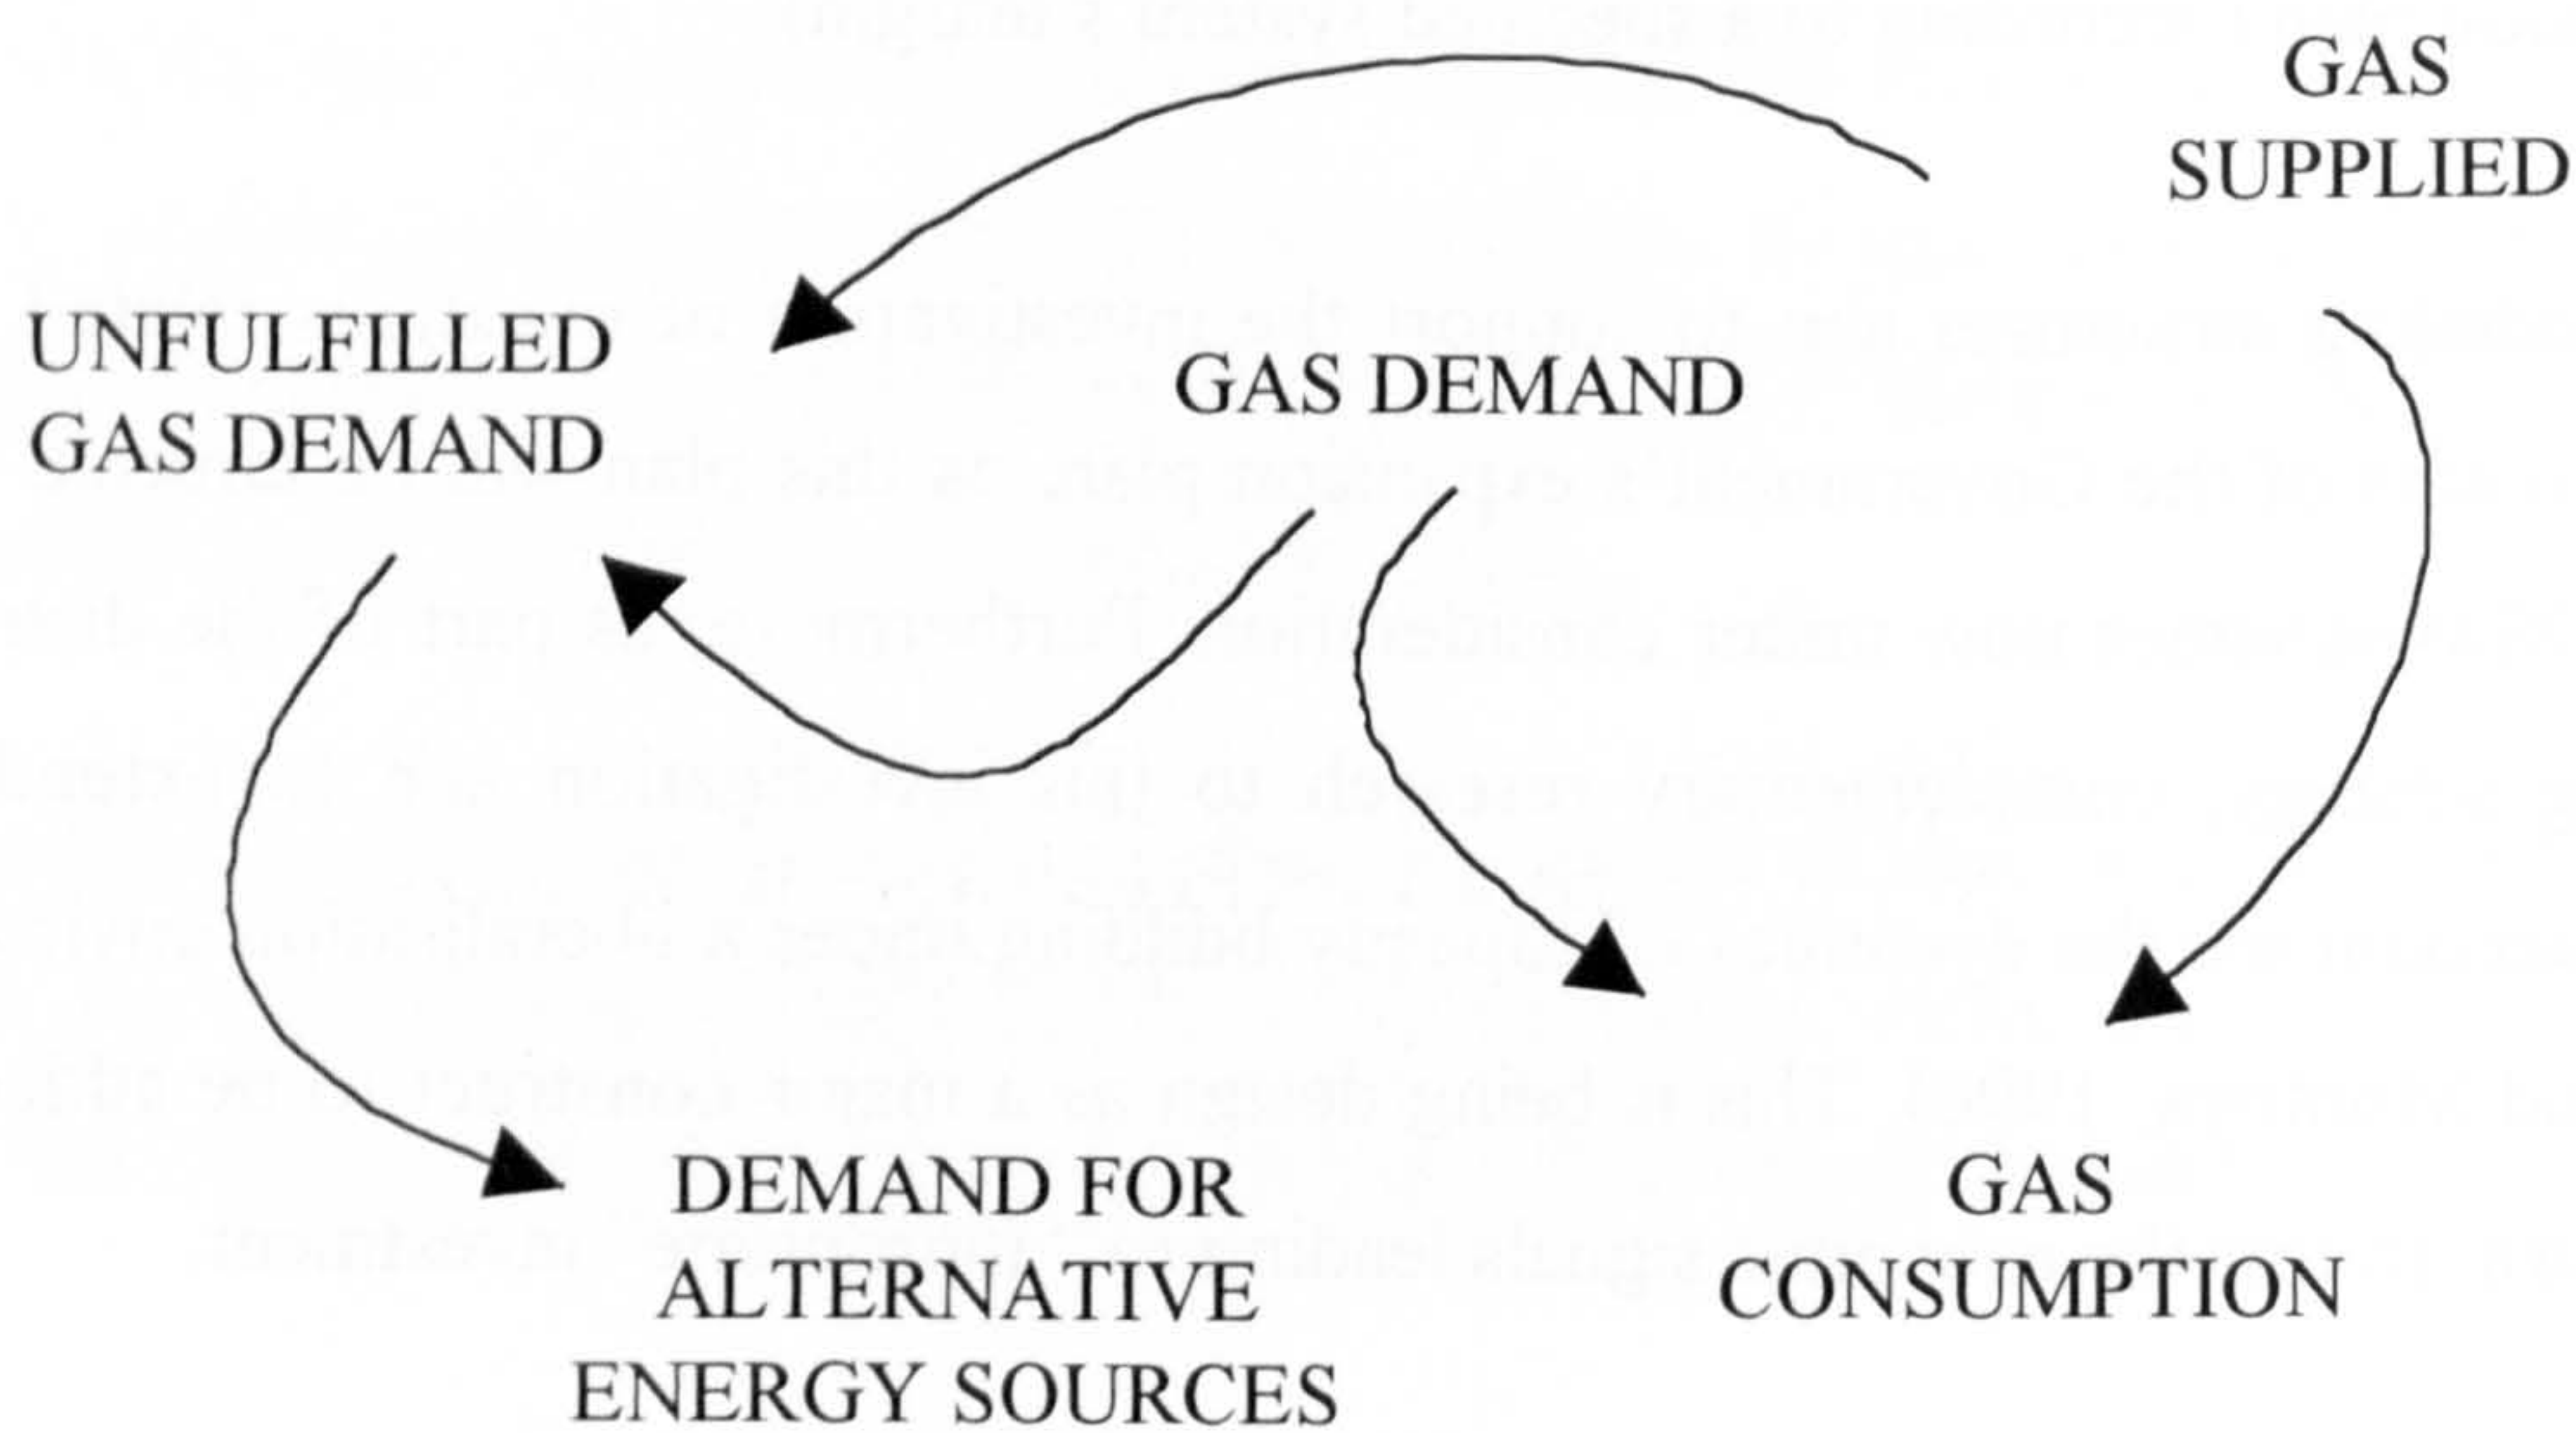 GAS
SUPPLIED
UNFULFILLED
GAS DEMAND
GAS DEMAND
DEMAND FOR
ALTERNATIVE
ENERGY SOURCES
GAS
CONSUMPTION